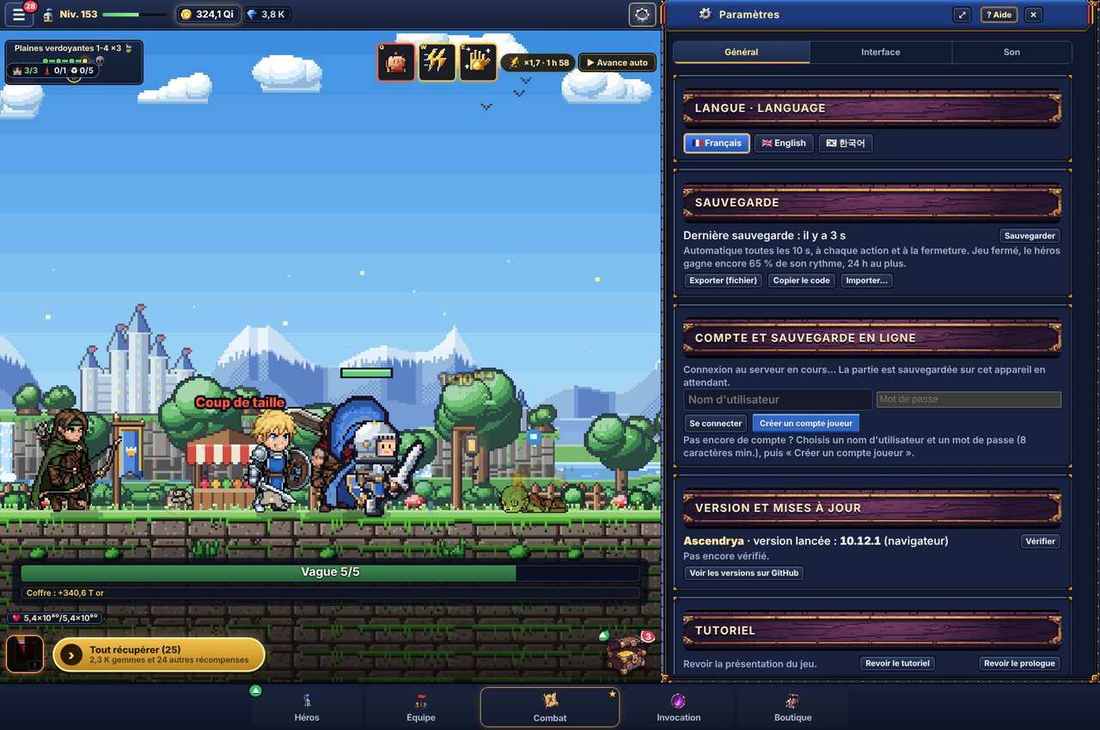 28
Niv. 153
324,1 Qi
3,8 K
Plaines verdoyantes 1-4 ×3
3/3
0/1
0/5
×1,7 · 1 h 58
Avance auto
Coup de taille
Vague 5/5
Coffre : +340,6 T or
5,4×10⁸⁰/5,4×10⁸⁰
Tout récupérer (25)
2,3 K gemmes et 24 autres récompenses
3
Héros
Équipe
Combat
Invocation
Boutique
Paramètres
? Aide
Général
Interface
Son
LANGUE · LANGUAGE
Français
English
한국어
SAUVEGARDE
Dernière sauvegarde : il y a 3 s
Sauvegarder
Automatique toutes les 10 s, à chaque action et à la fermeture. Jeu fermé, le héros
gagne encore 65 % de son rythme, 24 h au plus.
Exporter (fichier)
Copier le code
Importer...
COMPTE ET SAUVEGARDE EN LIGNE
Connexion au serveur en cours... La partie est sauvegardée sur cet appareil en
attendant.
Nom d'utilisateur
Mot de passe
Se connecter
Créer un compte joueur
Pas encore de compte ? Choisis un nom d'utilisateur et un mot de passe (8
caractères min.), puis « Créer un compte joueur ».
VERSION ET MISES À JOUR
Ascendrya · version lancée : 10.12.1 (navigateur)
Vérifier
Pas encore vérifié.
Voir les versions sur GitHub
TUTORIEL
Revoir la présentation du jeu.
Revoir le tutoriel
Revoir le prologue